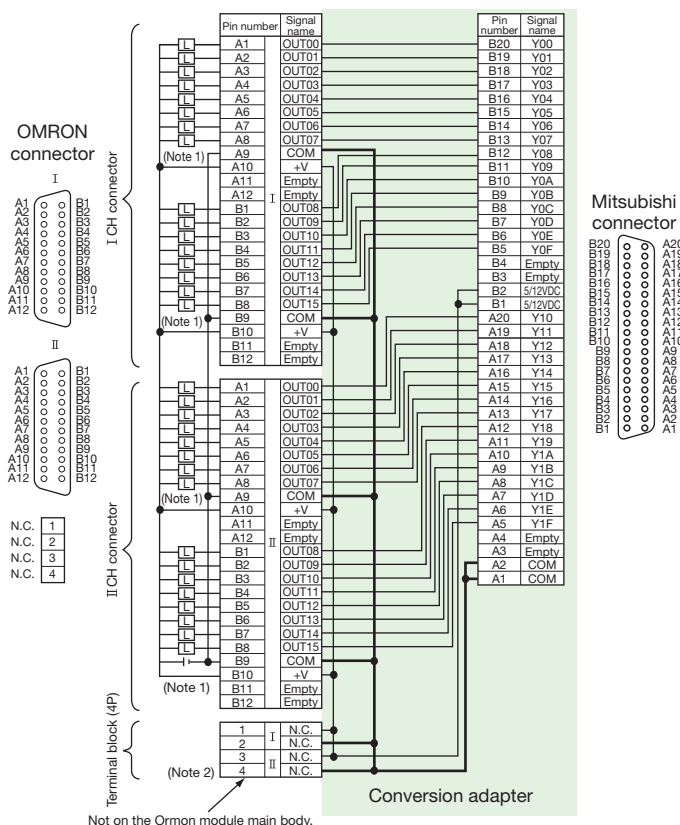 OMRON
connector
I
A1 B1
A2 B2
A3 B3
A4 B4
A5 B5
A6 B6
A7 B7
A8 B8
A9 B9
A10 B10
A11 B11
A12 B12
II
A1 B1
A2 B2
A3 B3
A4 B4
A5 B5
A6 B6
A7 B7
A8 B8
A9 B9
A10 B10
A11 B11
A12 B12
N.C. 1
N.C. 2
N.C. 3
N.C. 4
I CH connector
Pin number Signal name
L A1 OUT00
L A2 OUT01
L A3 OUT02
L A4 OUT03
L A5 OUT04
L A6 OUT05
L A7 OUT06
L A8 OUT07
(Note 1) A9 COM
A10 +V
A11 Empty
A12 Empty
I
L B1 OUT08
L B2 OUT09
L B3 OUT10
L B4 OUT11
L B5 OUT12
L B6 OUT13
L B7 OUT14
L B8 OUT15
(Note 1) B9 COM
B10 +V
B11 Empty
B12 Empty
II CH connector
L A1 OUT00
L A2 OUT01
L A3 OUT02
L A4 OUT03
L A5 OUT04
L A6 OUT05
L A7 OUT06
L A8 OUT07
(Note 1) A9 COM
A10 +V
A11 Empty
A12 Empty
II
L B1 OUT08
L B2 OUT09
L B3 OUT10
L B4 OUT11
L B5 OUT12
L B6 OUT13
L B7 OUT14
L B8 OUT15
B9 COM
(Note 1) B10 +V
B11 Empty
B12 Empty
Terminal block (4P)
1 I N.C.
2 N.C.
3 II N.C.
(Note 2) 4 N.C.
Not on the Ormon module main body.
Pin number Signal name
B20 Y00
B19 Y01
B18 Y02
B17 Y03
B16 Y04
B15 Y05
B14 Y06
B13 Y07
B12 Y08
B11 Y09
B10 Y0A
B9 Y0B
B8 Y0C
B7 Y0D
B6 Y0E
B5 Y0F
B4 Empty
B3 Empty
B2 5/12VDC
B1 5/12VDC
A20 Y10
A19 Y11
A18 Y12
A17 Y13
A16 Y14
A15 Y15
A14 Y16
A13 Y17
A12 Y18
A11 Y19
A10 Y1A
A9 Y1B
A8 Y1C
A7 Y1D
A6 Y1E
A5 Y1F
A4 Empty
A3 Empty
A2 COM
A1 COM
Conversion adapter
Mitsubishi
connector
B20 A20
B19 A19
B18 A18
B17 A17
B16 A16
B15 A15
B14 A14
B13 A13
B12 A12
B11 A11
B10 A10
B9 A9
B8 A8
B7 A7
B6 A6
B5 A5
B4 A4
B3 A3
B2 A2
B1 A1